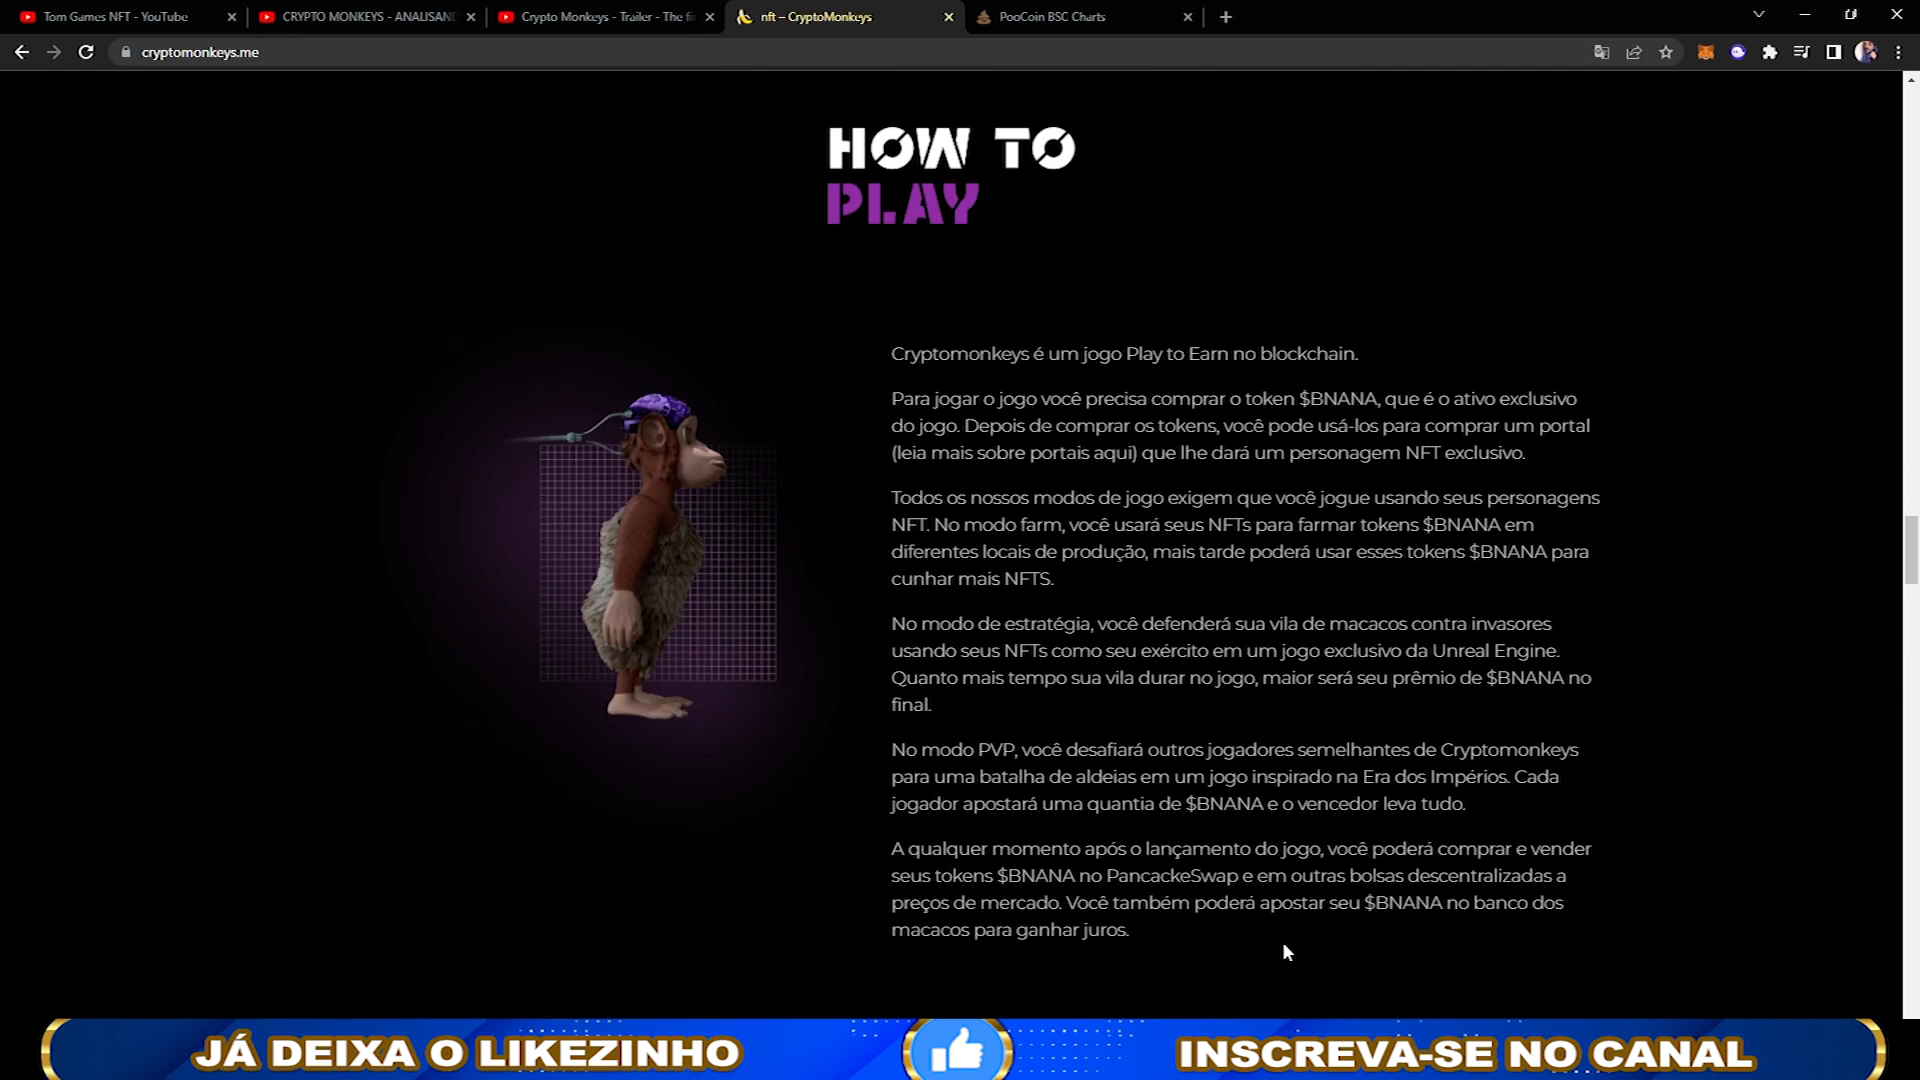 Tom Games NFT - YouTube
CRYPTO MONKEYS - ANALISAND
Crypto Monkeys - Trailer - The fi
nft – CryptoMonkeys
PooCoin BSC Charts
cryptomonkeys.me
HOW TO
PLAY
Cryptomonkeys é um jogo Play to Earn no blockchain.
Para jogar o jogo você precisa comprar o token $BNANA, que é o ativo exclusivo
do jogo. Depois de comprar os tokens, você pode usá-los para comprar um portal
(leia mais sobre portais aqui) que lhe dará um personagem NFT exclusivo.
Todos os nossos modos de jogo exigem que você jogue usando seus personagens
NFT. No modo farm, você usará seus NFTs para farmar tokens $BNANA em
diferentes locais de produção, mais tarde poderá usar esses tokens $BNANA para
cunhar mais NFTS.
No modo de estratégia, você defenderá sua vila de macacos contra invasores
usando seus NFTs como seu exército em um jogo exclusivo da Unreal Engine.
Quanto mais tempo sua vila durar no jogo, maior será seu prêmio de $BNANA no
final.
No modo PVP, você desafiará outros jogadores semelhantes de Cryptomonkeys
para uma batalha de aldeias em um jogo inspirado na Era dos Impérios. Cada
jogador apostará uma quantia de $BNANA e o vencedor leva tudo.
A qualquer momento após o lançamento do jogo, você poderá comprar e vender
seus tokens $BNANA no PancackeSwap e em outras bolsas descentralizadas a
preços de mercado. Você também poderá apostar seu $BNANA no banco dos
macacos para ganhar juros.
JÁ DEIXA O LIKEZINHO
INSCREVA-SE NO CANAL